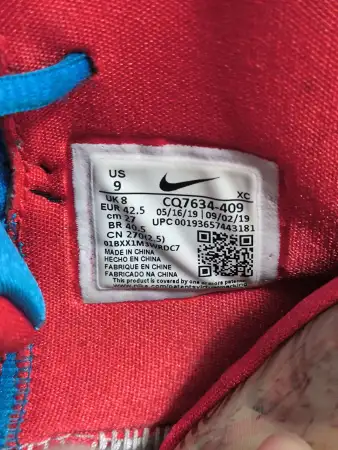 US
9
XC
UK 8
CQ7634-409
EUR 42.5
05/16/19 09/02/19
cm 27
UPC 00193657443181
BR 40.5
CN 270(2.5)
MADE IN CHINA
HECHO EN CHINA
FABRIQUE EN CHINE
FABRICADO NA CHINA
This product is covered by one or more patents